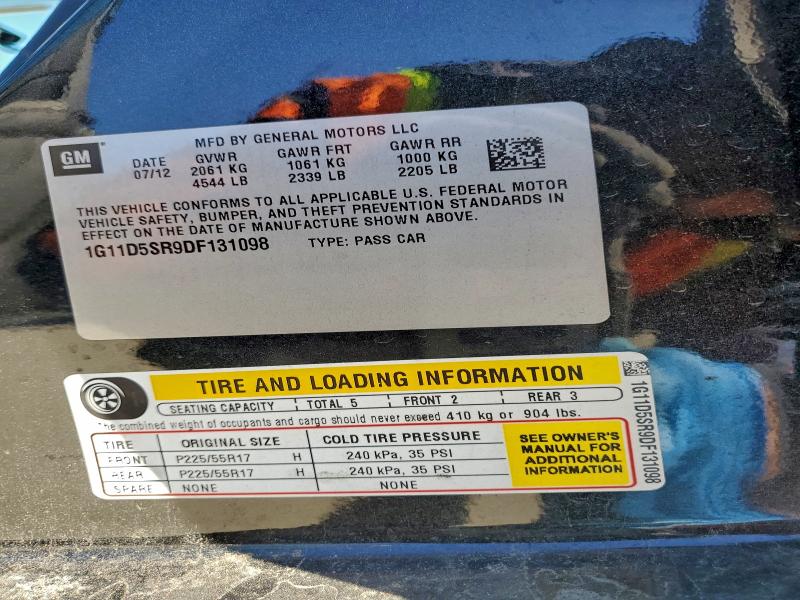 MFD BY GENERAL MOTORS LLC
GM
DATE GVWR GAWR FRT GAWR RR
07/12 2061 KG 1061 KG 1000 KG
4544 LB 2339 LB 2205 LB
THIS VEHICLE CONFORMS TO ALL APPLICABLE U.S. FEDERAL MOTOR
VEHICLE SAFETY, BUMPER, AND THEFT PREVENTION STANDARDS IN
EFFECT ON THE DATE OF MANUFACTURE SHOWN ABOVE.
1G11D5SR9DF131098 TYPE: PASS CAR
TIRE AND LOADING INFORMATION
SEATING CAPACITY TOTAL 5 FRONT 2 REAR 3
The combined weight of occupants and cargo should never exceed 410 kg or 904 lbs.
TIRE ORIGINAL SIZE COLD TIRE PRESSURE
FRONT P225/55R17 H 240 kPa, 35 PSI
REAR P225/55R17 H 240 kPa, 35 PSI
SPARE NONE NONE
SEE OWNER'S
MANUAL FOR
ADDITIONAL
INFORMATION
1G11D5SR9DF131098